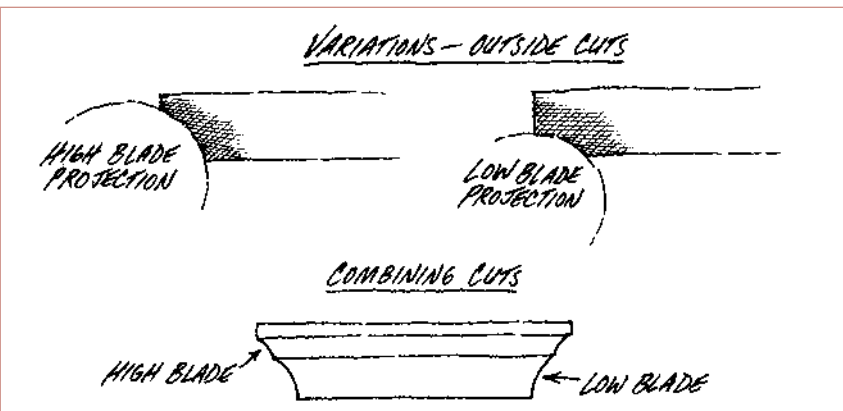 VARIATIONS - OUTSIDE CUTS
HIGH BLADE
PROJECTION
LOW BLADE
PROJECTION
COMBINING CUTS
HIGH BLADE
LOW BLADE